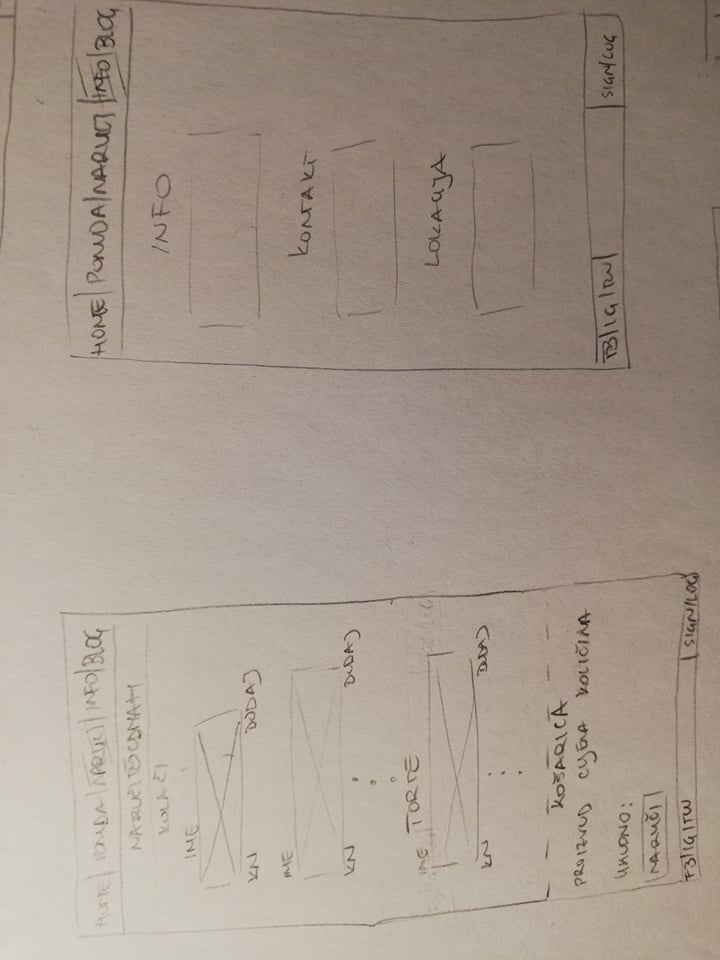 HOME | PONUDA | NARUČI | INFO | BLOG
NARUČITE ODMAH
KOLAČI
IME
KN DODAJ
IME
KN DODAJ
TORTE
IME
KN DODAJ
KOŠARICA
PROIZVOD CIJENA KOLIČINA
UKUPNO:
NARUČI
FB/IG/TW SIGN/LOG
HOME | PONUDA | NARUČI | INFO | BLOG
INFO
KONTAKT
LOKACIJA
FB/IG/TW SIGN/LOG